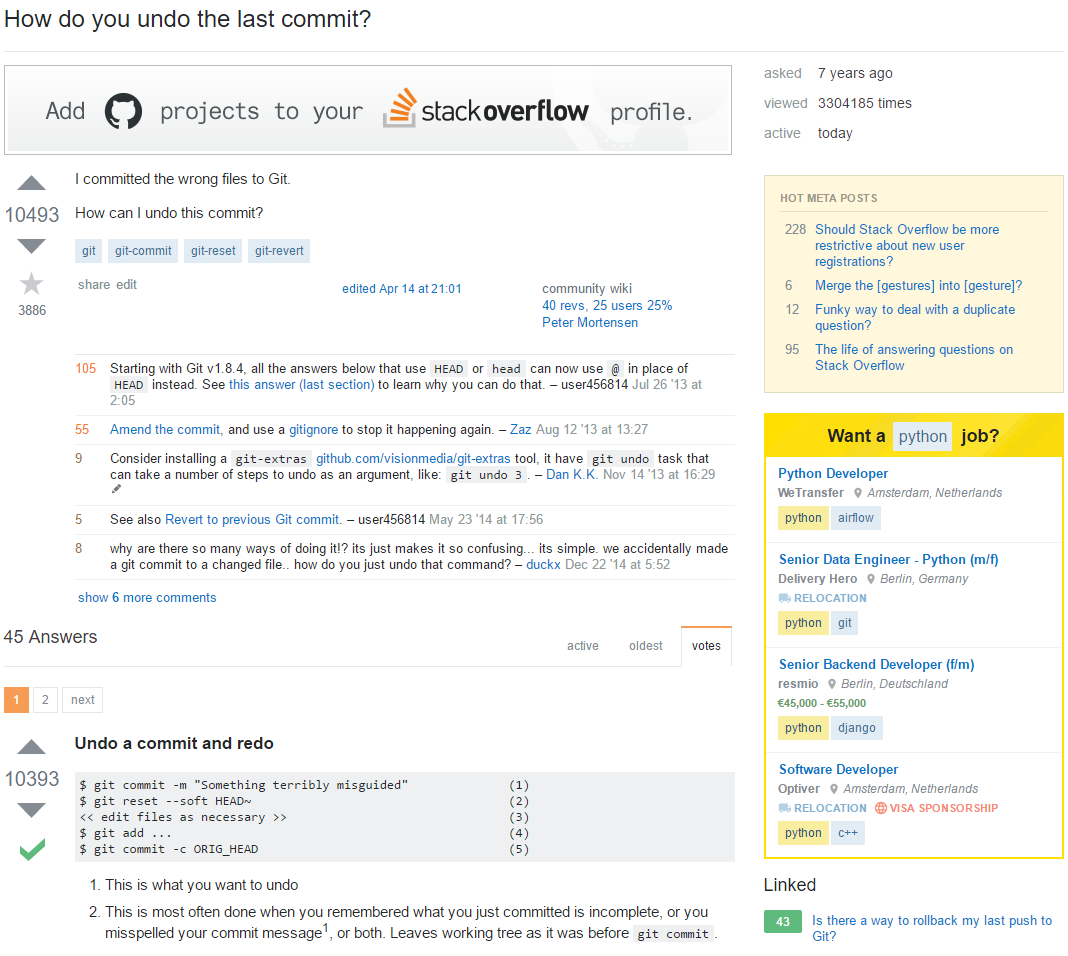 How do you undo the last commit?
Add projects to your stackoverflow profile.
10493
3886
I committed the wrong files to Git.
How can I undo this commit?
git git-commit git-reset git-revert
share edit
edited Apr 14 at 21:01
community wiki
40 revs, 25 users 25%
Peter Mortensen
105 Starting with Git v1.8.4, all the answers below that use HEAD or head can now use @ in place of
HEAD instead. See this answer (last section) to learn why you can do that. – user456814 Jul 26 '13 at
2:05
55 Amend the commit, and use a gitignore to stop it happening again. – Zaz Aug 12 '13 at 13:27
9 Consider installing a git-extras github.com/visionmedia/git-extras tool, it have git undo task that
can take a number of steps to undo as an argument, like: git undo 3 . – Dan K.K. Nov 14 '13 at 16:29
5 See also Revert to previous Git commit. – user456814 May 23 '14 at 17:56
8 why are there so many ways of doing it!? its just makes it so confusing... its simple. we accidentally made
a git commit to a changed file.. how do you just undo that command? – duckx Dec 22 '14 at 5:52
show 6 more comments
45 Answers
active oldest votes
1 2 next
10393
Undo a commit and redo
$ git commit -m "Something terribly misguided" (1)
$ git reset --soft HEAD~ (2)
<< edit files as necessary >> (3)
$ git add ... (4)
$ git commit -c ORIG_HEAD (5)
1. This is what you want to undo
2. This is most often done when you remembered what you just committed is incomplete, or you
misspelled your commit message1, or both. Leaves working tree as it was before git commit .
asked 7 years ago
viewed 3304185 times
active today
HOT META POSTS
228 Should Stack Overflow be more
restrictive about new user
registrations?
6 Merge the [gestures] into [gesture]?
12 Funky way to deal with a duplicate
question?
95 The life of answering questions on
Stack Overflow
Want a python job?
Python Developer
WeTransfer Amsterdam, Netherlands
python airflow
Senior Data Engineer - Python (m/f)
Delivery Hero Berlin, Germany
RELOCATION
python git
Senior Backend Developer (f/m)
resmio Berlin, Deutschland
€45,000 - €55,000
python django
Software Developer
Optiver Amsterdam, Netherlands
RELOCATION VISA SPONSORSHIP
python c++
Linked
43 Is there a way to rollback my last push to
Git?